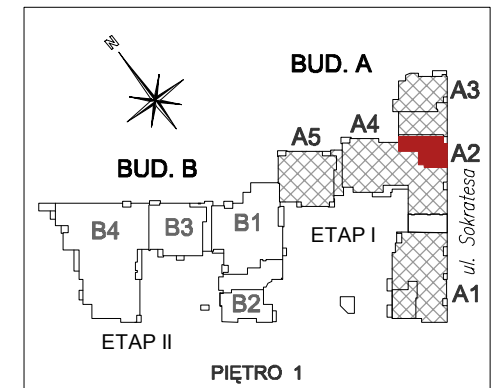 N
BUD. A
A3
A5
A4
A2
BUD. B
ul. Sokratesa
B4
B3
B1
ETAP I
A1
B2
ETAP II
PIĘTRO 1